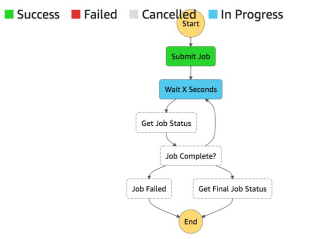 Success Failed Cancelled In Progress
Start
Submit Job
Wait X Seconds
Get Job Status
Job Complete?
Job Failed Get Final Job Status
End